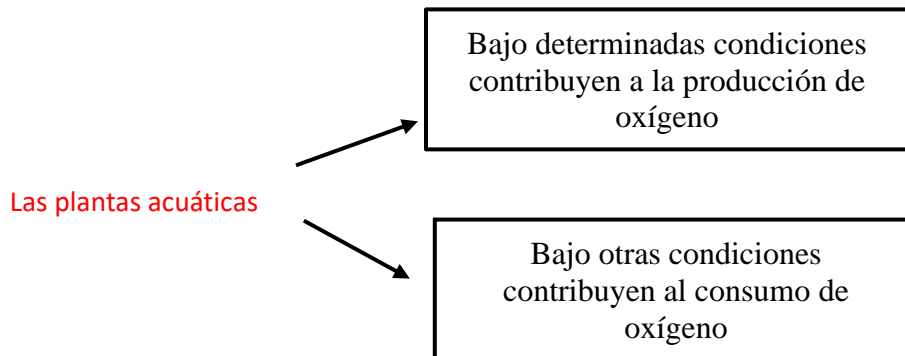 Bajo determinadas condiciones
contribuyen a la producción de
oxígeno
Las plantas acuáticas
Bajo otras condiciones
contribuyen al consumo de
oxígeno